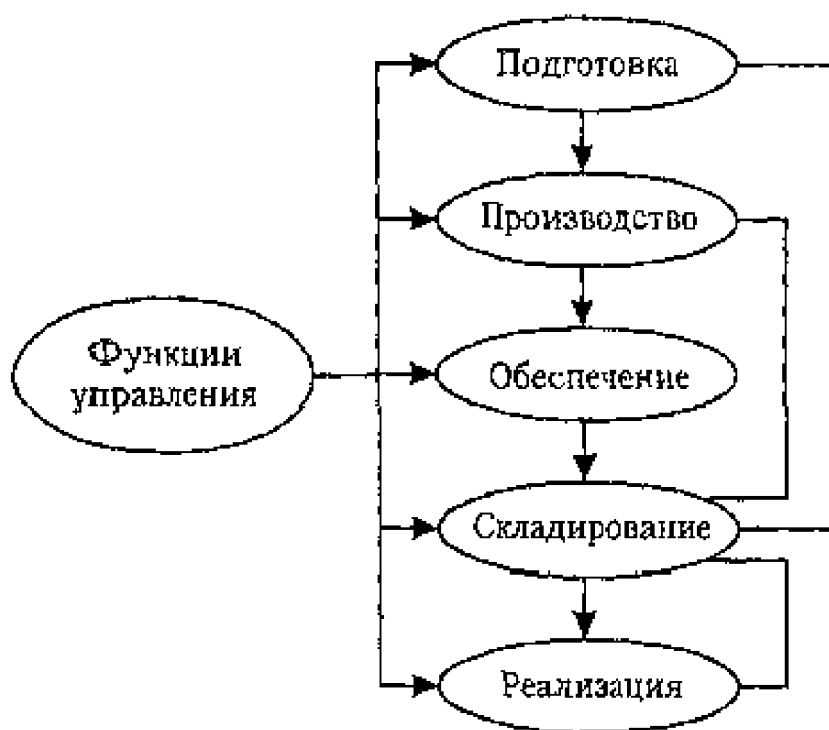 Подготовка
Производство
Функции
управления
Обеспечение
Складирование
Реализация